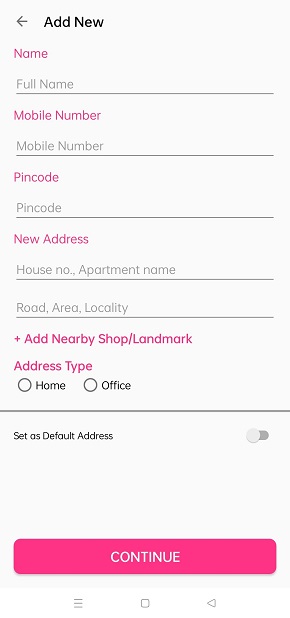 Add New
Name
Full Name
Mobile Number
Mobile Number
Pincode
Pincode
New Address
House no., Apartment name
Road, Area, Locality
+ Add Nearby Shop/Landmark
Address Type
Home Office
Set as Default Address
CONTINUE